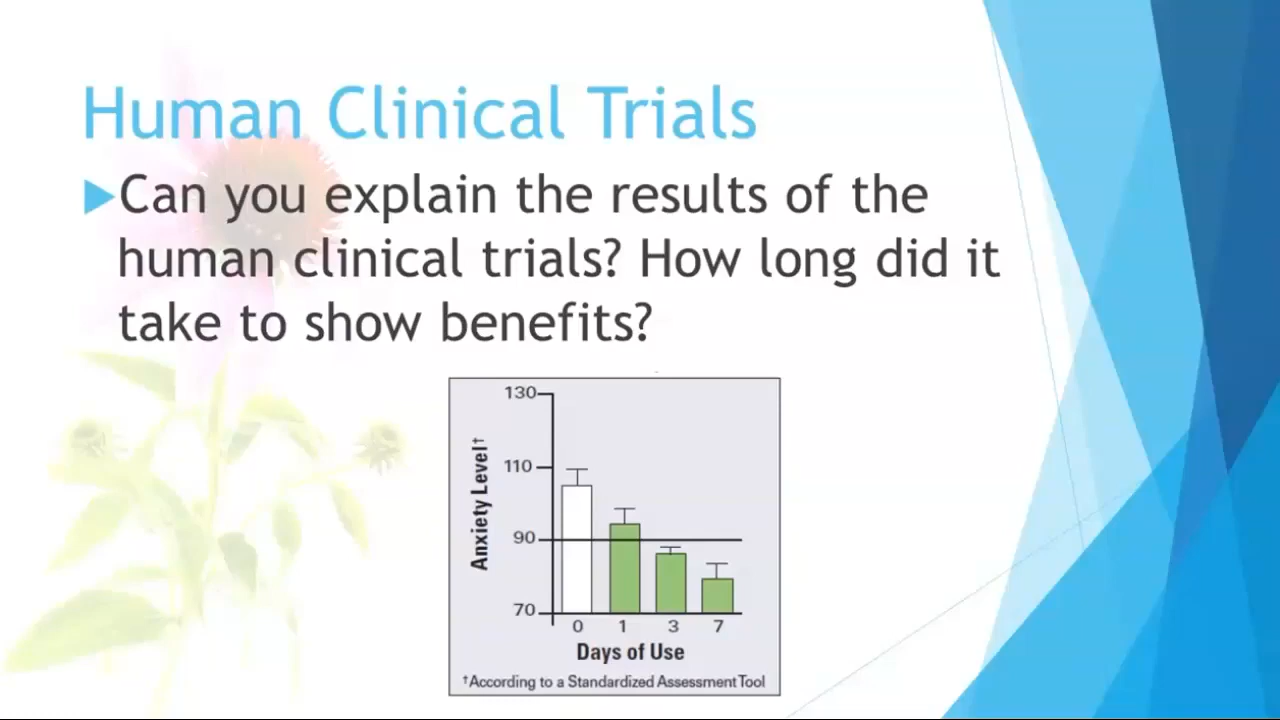 Human Clinical Trials
Can you explain the results of the
human clinical trials? How long did it
take to show benefits?
130
110
90
70
Anxiety Level†
0 1 3 7
Days of Use
†According to a Standardized Assessment Tool